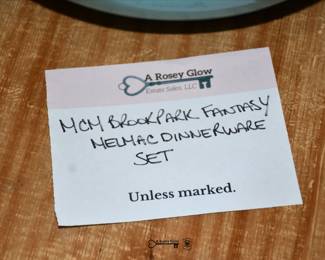 A Rosey Glow
Estate Sales, LLC
MCM BROOKPARK FANTASY
MELMAC DINNERWARE
SET
Unless marked.